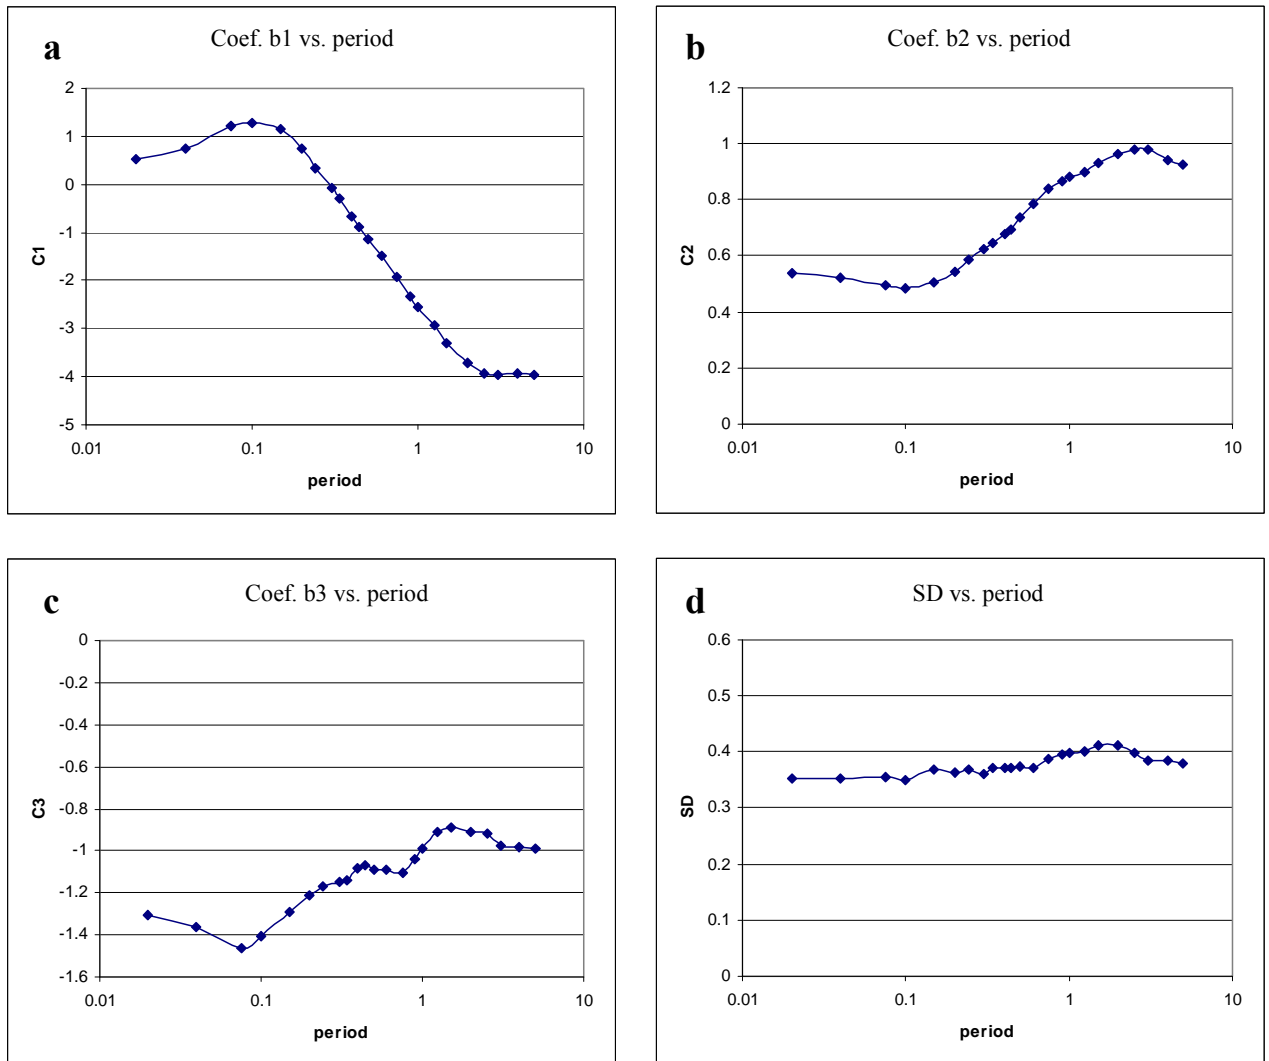 a
Coef. b1 vs. period
2
1
0
-1
-2
-3
-4
-5
C1
0.01
0.1
1
10
period
b
Coef. b2 vs. period
1.2
1
0.8
0.6
0.4
0.2
0
C2
0.01
0.1
1
10
period
c
Coef. b3 vs. period
0
-0.2
-0.4
-0.6
-0.8
-1
-1.2
-1.4
-1.6
C3
0.01
0.1
1
10
period
d
SD vs. period
0.6
0.5
0.4
0.3
0.2
0.1
0
SD
0.01
0.1
1
10
period